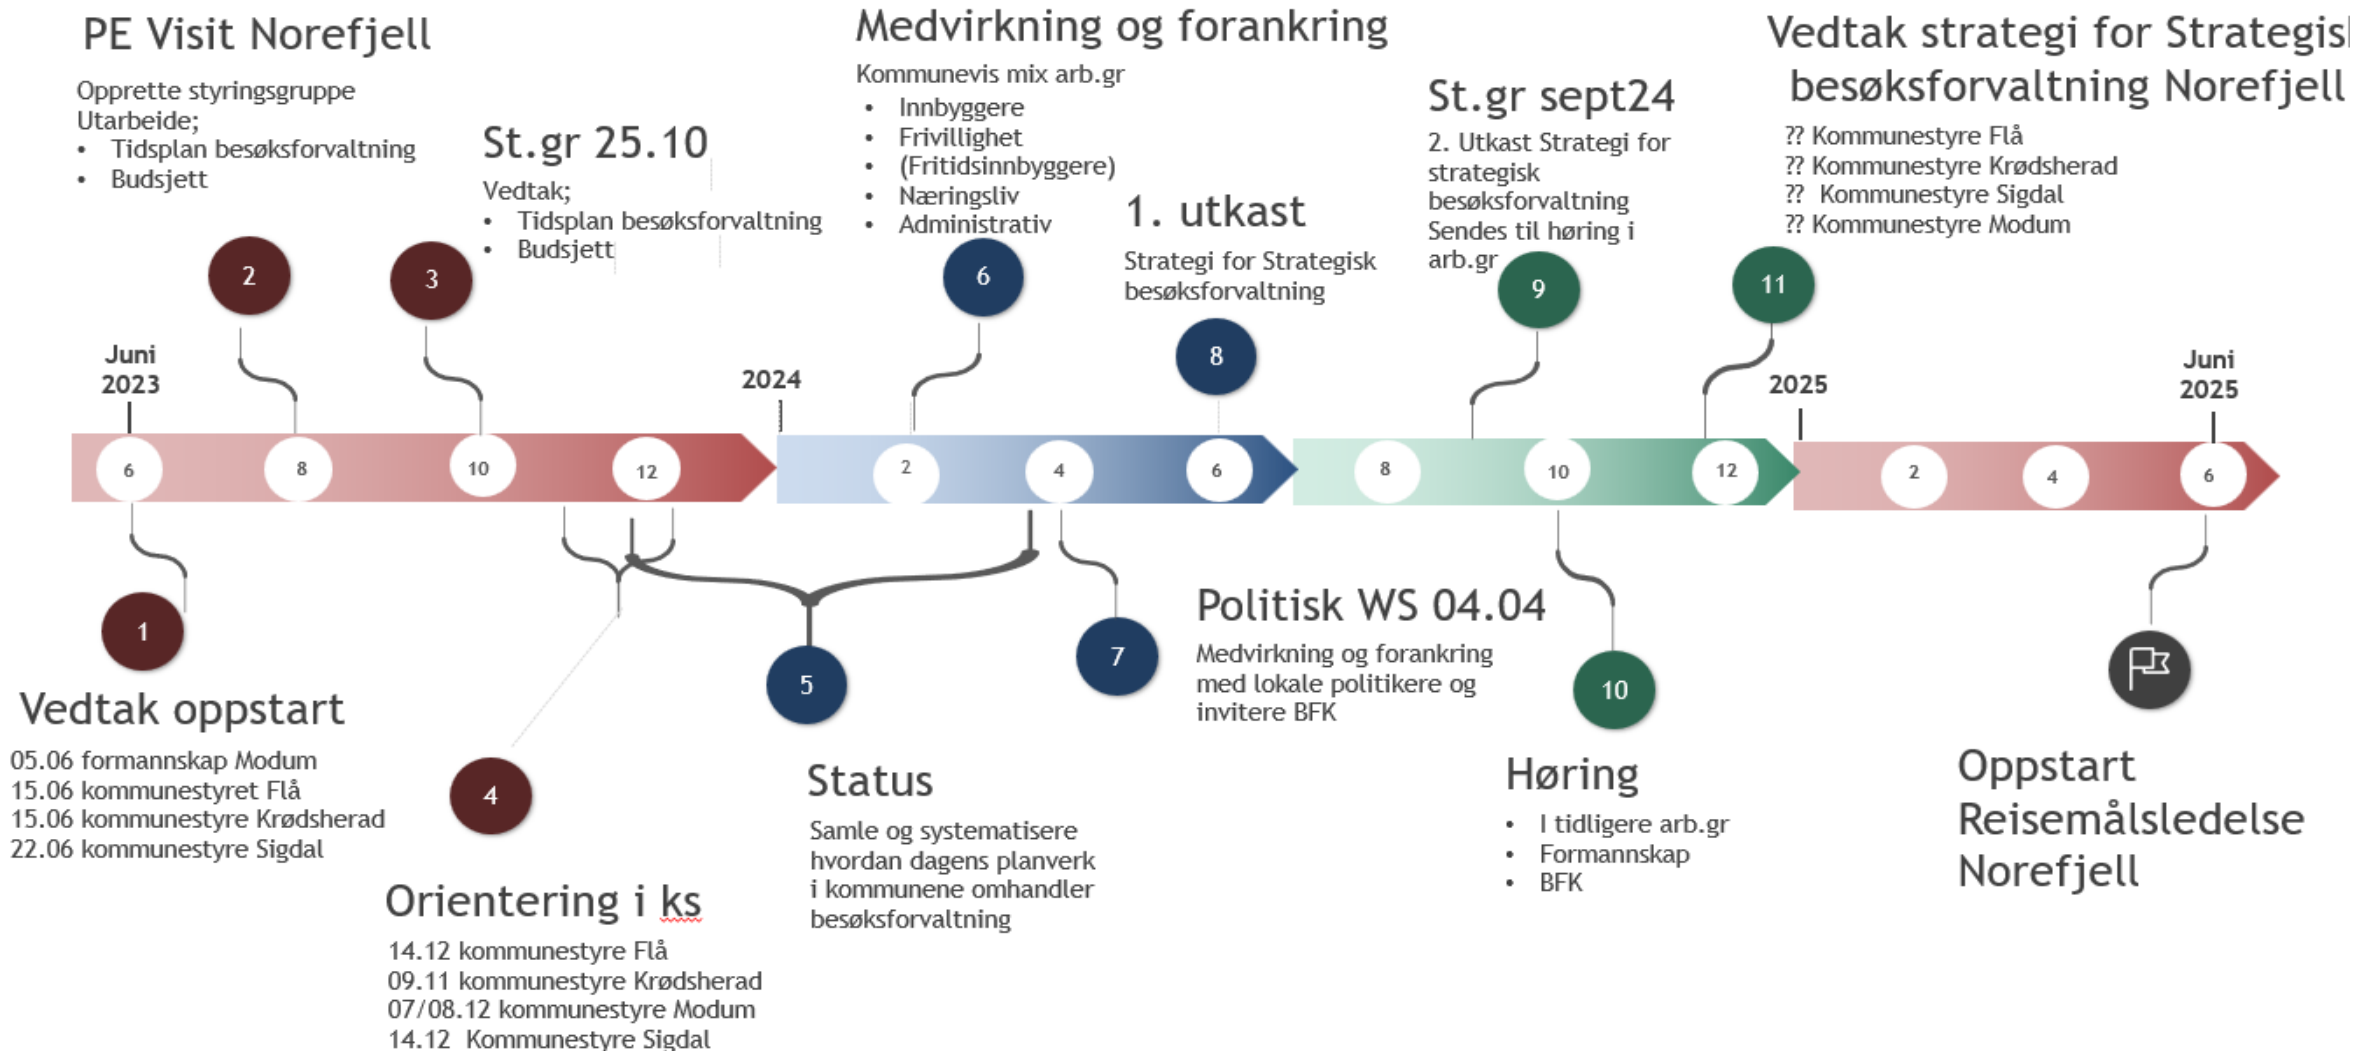 PE Visit Norefjell
Opprette styringsgruppe
Utarbeide;
• Tidsplan besøksforvaltning
• Budsjett
2
St.gr 25.10
Vedtak;
• Tidsplan besøksforvaltning
• Budsjett
3
Medvirkning og forankring
Kommunevis mix arb.gr
• Innbyggere
• Frivillighet
• (Fritidsinnbyggere)
• Næringsliv
• Administrativ
6
1. utkast
Strategi for Strategisk
besøksforvaltning
8
St.gr sept24
2. Utkast Strategi for
strategisk
besøksforvaltning
Sendes til høring i
arb.gr
9
Vedtak strategi for Strategisk
besøksforvaltning Norefjell
?? Kommunestyre Flå
?? Kommunestyre Krødsherad
?? Kommunestyre Sigdal
?? Kommunestyre Modum
11
Juni
2023
2024
2025
Juni
2025
6
8
10
12
2
4
6
8
10
12
2
4
6
1
Vedtak oppstart
05.06 formannskap Modum
15.06 kommunestyret Flå
15.06 kommunestyre Krødsherad
22.06 kommunestyre Sigdal
4
Orientering i ks
14.12 kommunestyre Flå
09.11 kommunestyre Krødsherad
07/08.12 kommunestyre Modum
14.12 Kommunestyre Sigdal
5
Status
Samle og systematisere
hvordan dagens planverk
i kommunene omhandler
besøksforvaltning
7
Politisk WS 04.04
Medvirkning og forankring
med lokale politikere og
invitere BFK
10
Høring
• I tidligere arb.gr
• Formannskap
• BFK
Oppstart
Reisemålsledelse
Norefjell